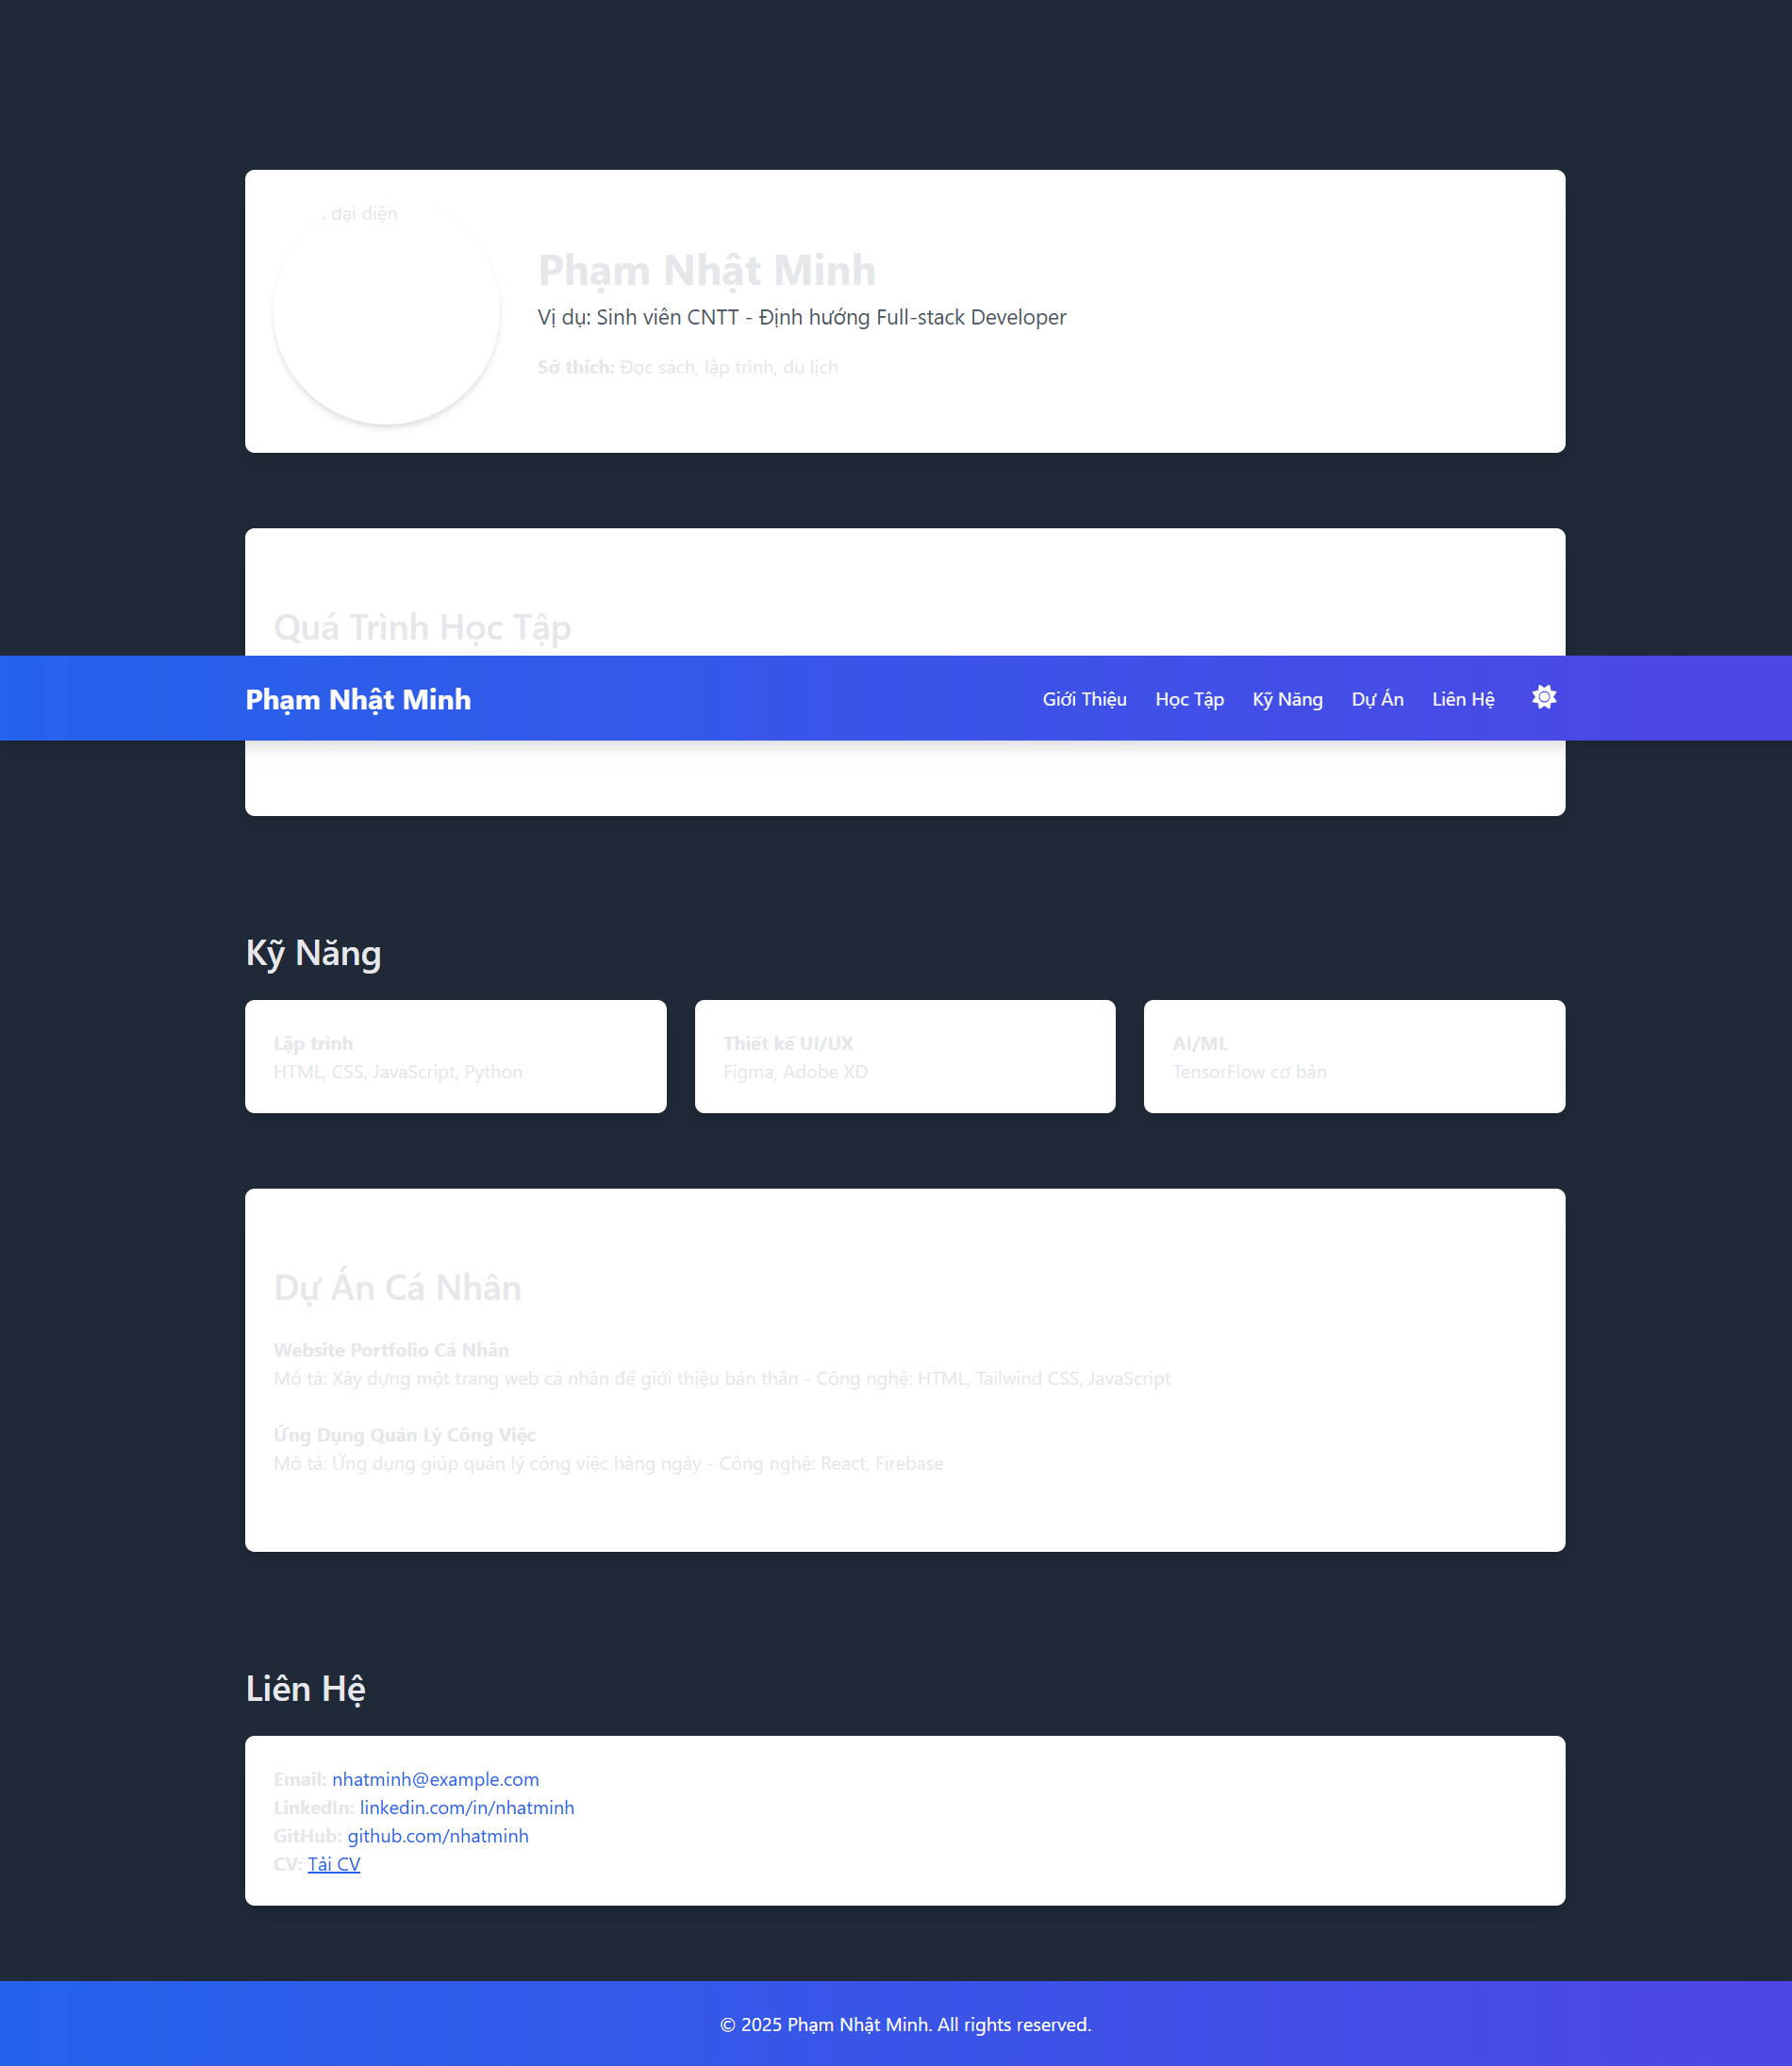 . đại diện
Phạm Nhật Minh
Vị dụ: Sinh viên CNTT - Định hướng Full-stack Developer
Sở thích: Đọc sách, lập trình, du lịch
Quá Trình Học Tập
Phạm Nhật Minh
Giới Thiệu Học Tập Kỹ Năng Dự Án Liên Hệ
Kỹ Năng
Lập trình
HTML, CSS, JavaScript, Python
Thiết kế UI/UX
Figma, Adobe XD
AI/ML
TensorFlow cơ bản
Dự Án Cá Nhân
Website Portfolio Cá Nhân
Mô tả: Xây dựng một trang web cá nhân để giới thiệu bản thân - Công nghệ: HTML, Tailwind CSS, JavaScript
Ứng Dụng Quản Lý Công Việc
Mô tả: Ứng dụng giúp quản lý công việc hàng ngày - Công nghệ: React, Firebase
Liên Hệ
Email: nhatminh@example.com
LinkedIn: linkedin.com/in/nhatminh
GitHub: github.com/nhatminh
CV: Tải CV
© 2025 Phạm Nhật Minh. All rights reserved.